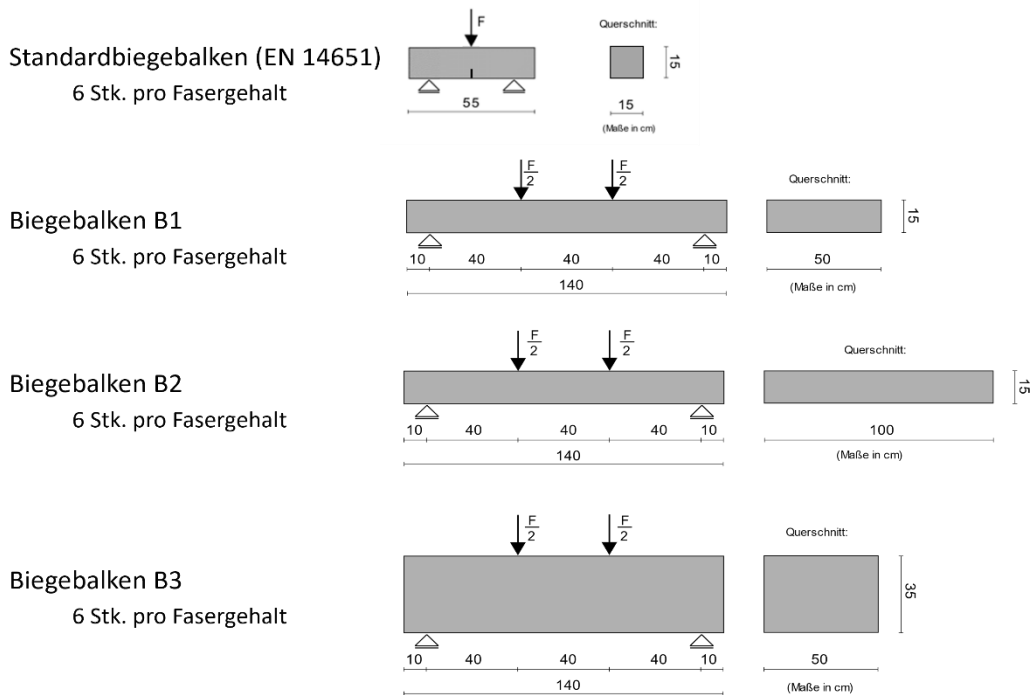 Standardbiegebalken (EN 14651)
6 Stk. pro Fasergehalt
F
55
Querschnitt:
15
15
(Maße in cm)
Biegebalken B1
6 Stk. pro Fasergehalt
F/2
F/2
10 40 40 40 10
140
Querschnitt:
15
50
(Maße in cm)
Biegebalken B2
6 Stk. pro Fasergehalt
F/2
F/2
10 40 40 40 10
140
Querschnitt:
15
100
(Maße in cm)
Biegebalken B3
6 Stk. pro Fasergehalt
F/2
F/2
10 40 40 40 10
140
Querschnitt:
35
50
(Maße in cm)